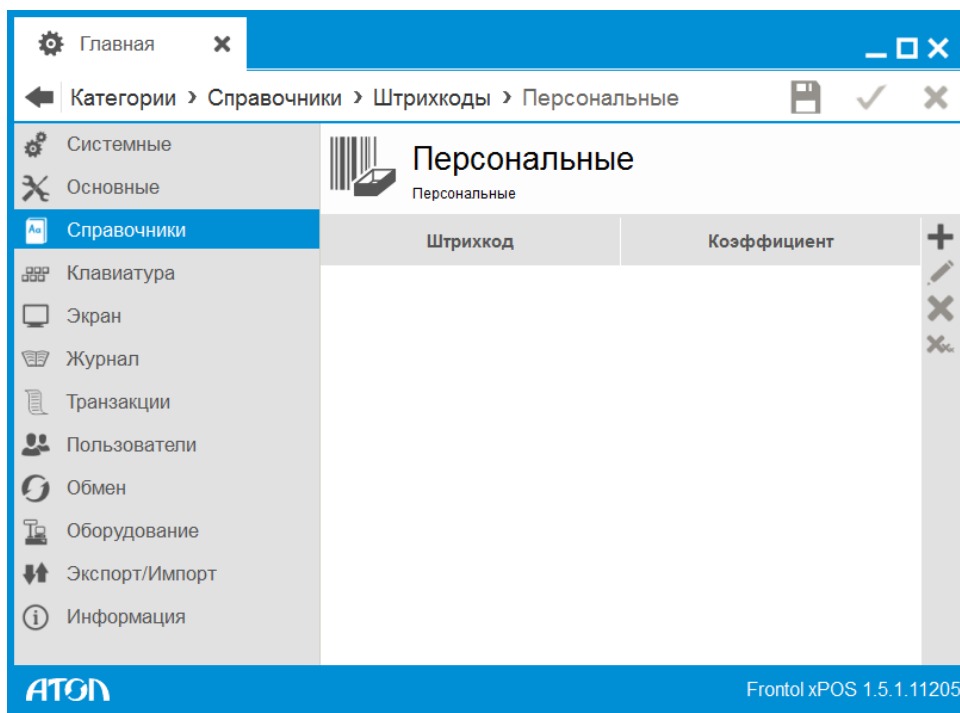 Главная
Категории > Справочники > Штрихкоды > Персональные
Системные
Основные
Aa
Справочники
Клавиатура
Экран
Журнал
Транзакции
Пользователи
Обмен
Оборудование
Экспорт/Импорт
Информация
Персональные
Персональные
Штрихкод
Коэффициент
АТОЛ
Frontol xPOS 1.5.1.11205